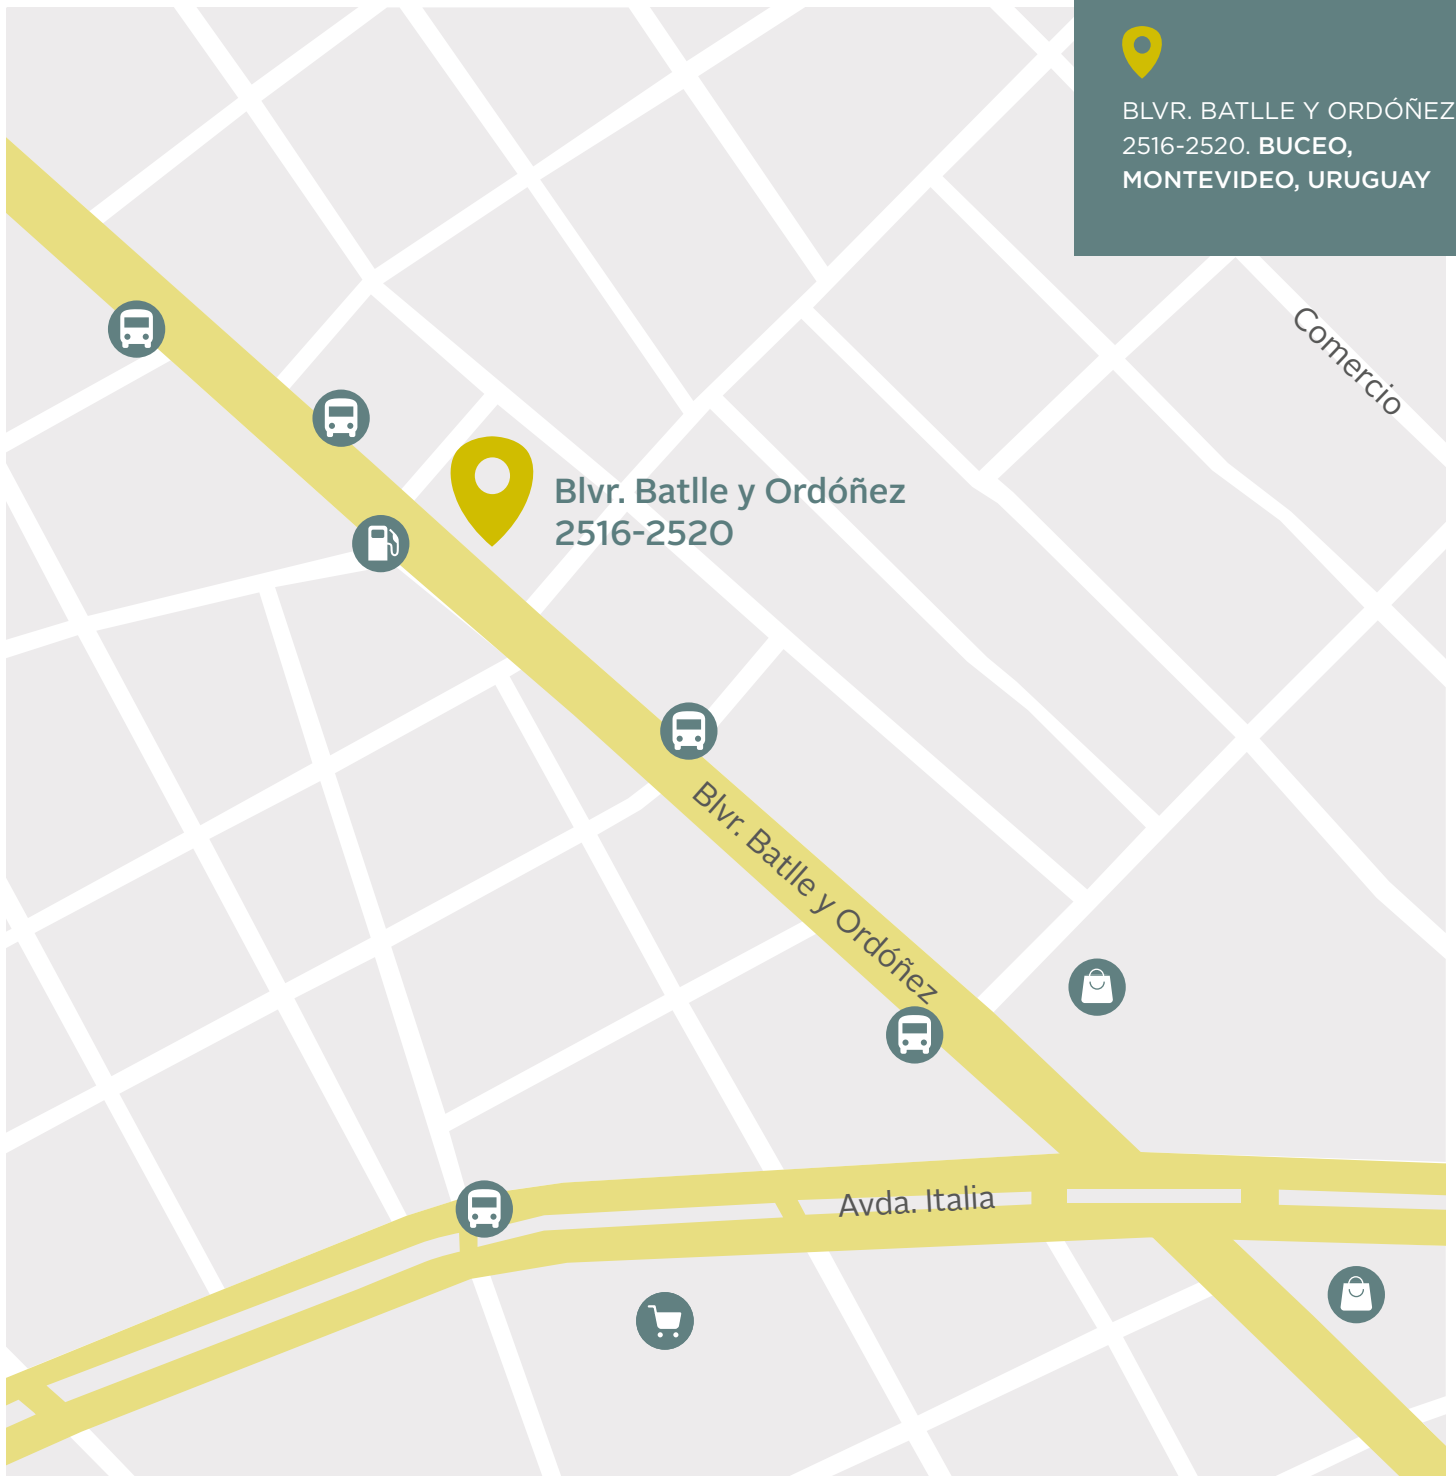 BLVR. BATLLE Y ORDÓÑEZ
2516-2520. BUCEO,
MONTEVIDEO, URUGUAY
Comercio
Blvr. Batlle y Ordóñez
2516-2520
Blvr. Batlle y Ordóñez
Avda. Italia